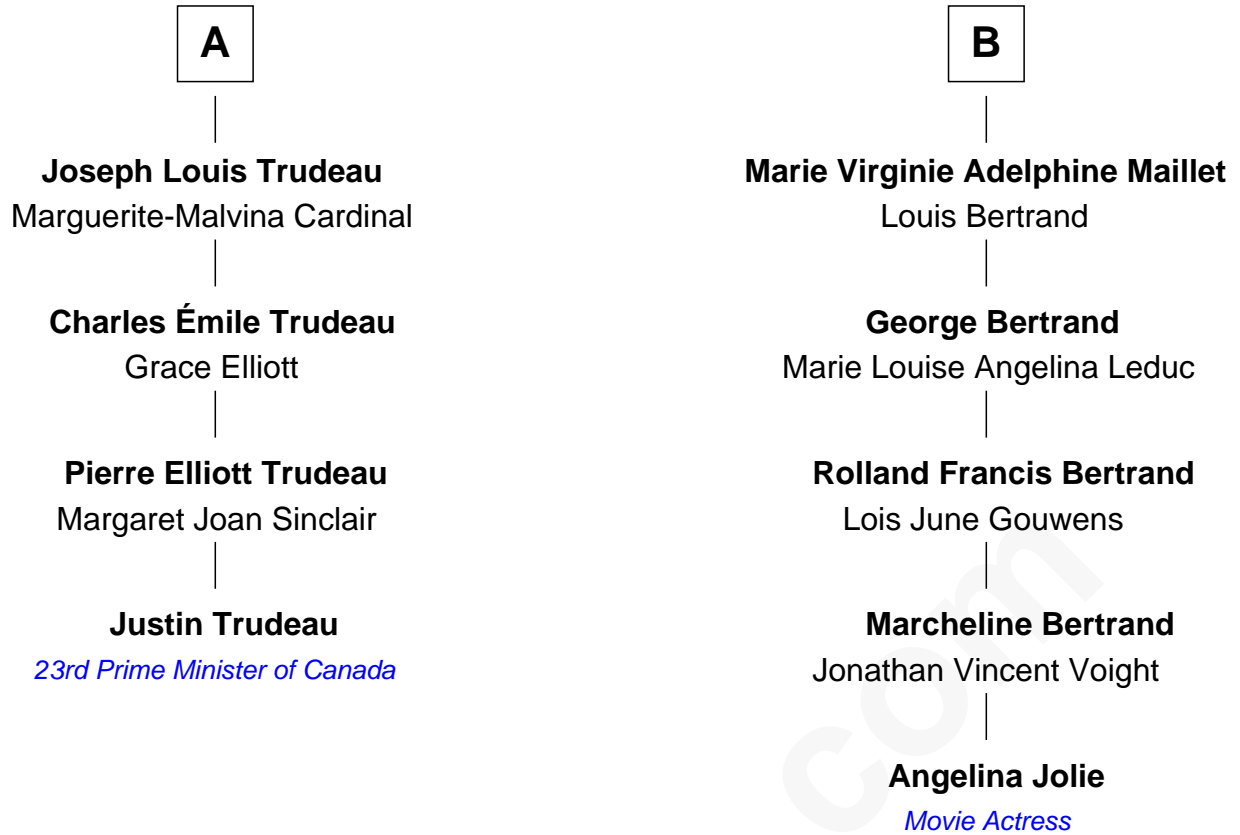 A
Joseph Louis Trudeau
Marguerite-Malvina Cardinal
Charles Émile Trudeau
Grace Elliott
Pierre Elliott Trudeau
Margaret Joan Sinclair
Justin Trudeau
23rd Prime Minister of Canada
B
Marie Virginie Adelphine Maillet
Louis Bertrand
George Bertrand
Marie Louise Angelina Leduc
Rolland Francis Bertrand
Lois June Gouwens
Marcheline Bertrand
Jonathan Vincent Voight
Angelina Jolie
Movie Actress
com